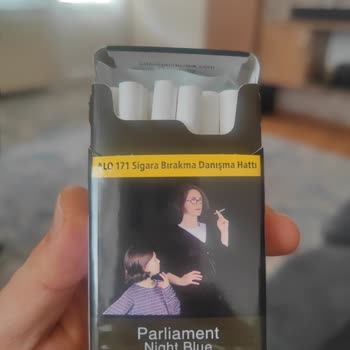 ALO 171 Sigara Bırakma Danışma Hattı
Parliament
Night Blue